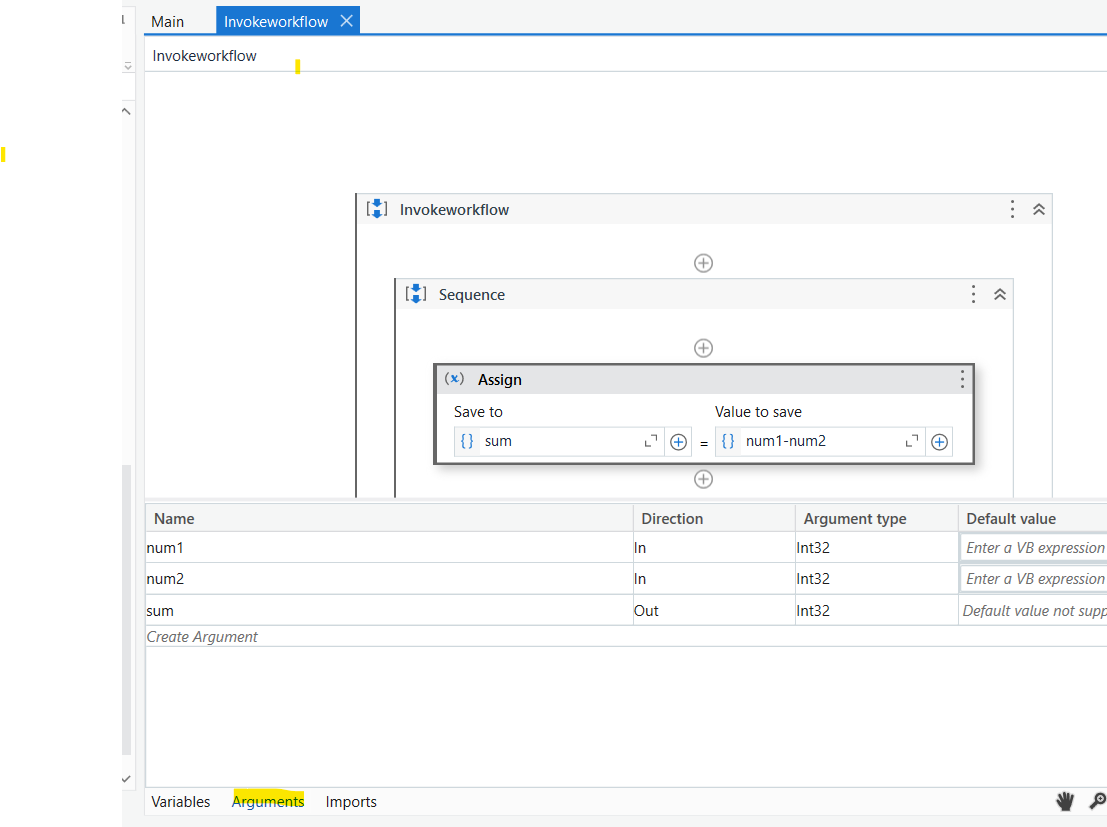 Main Invokeworkflow
Invokeworkflow
Invokeworkflow
Sequence
Assign
Save to Value to save
sum = num1-num2
Name Direction Argument type Default value
num1 In Int32 Enter a VB expression
num2 In Int32 Enter a VB expression
sum Out Int32 Default value not supp
Create Argument
Variables Arguments Imports